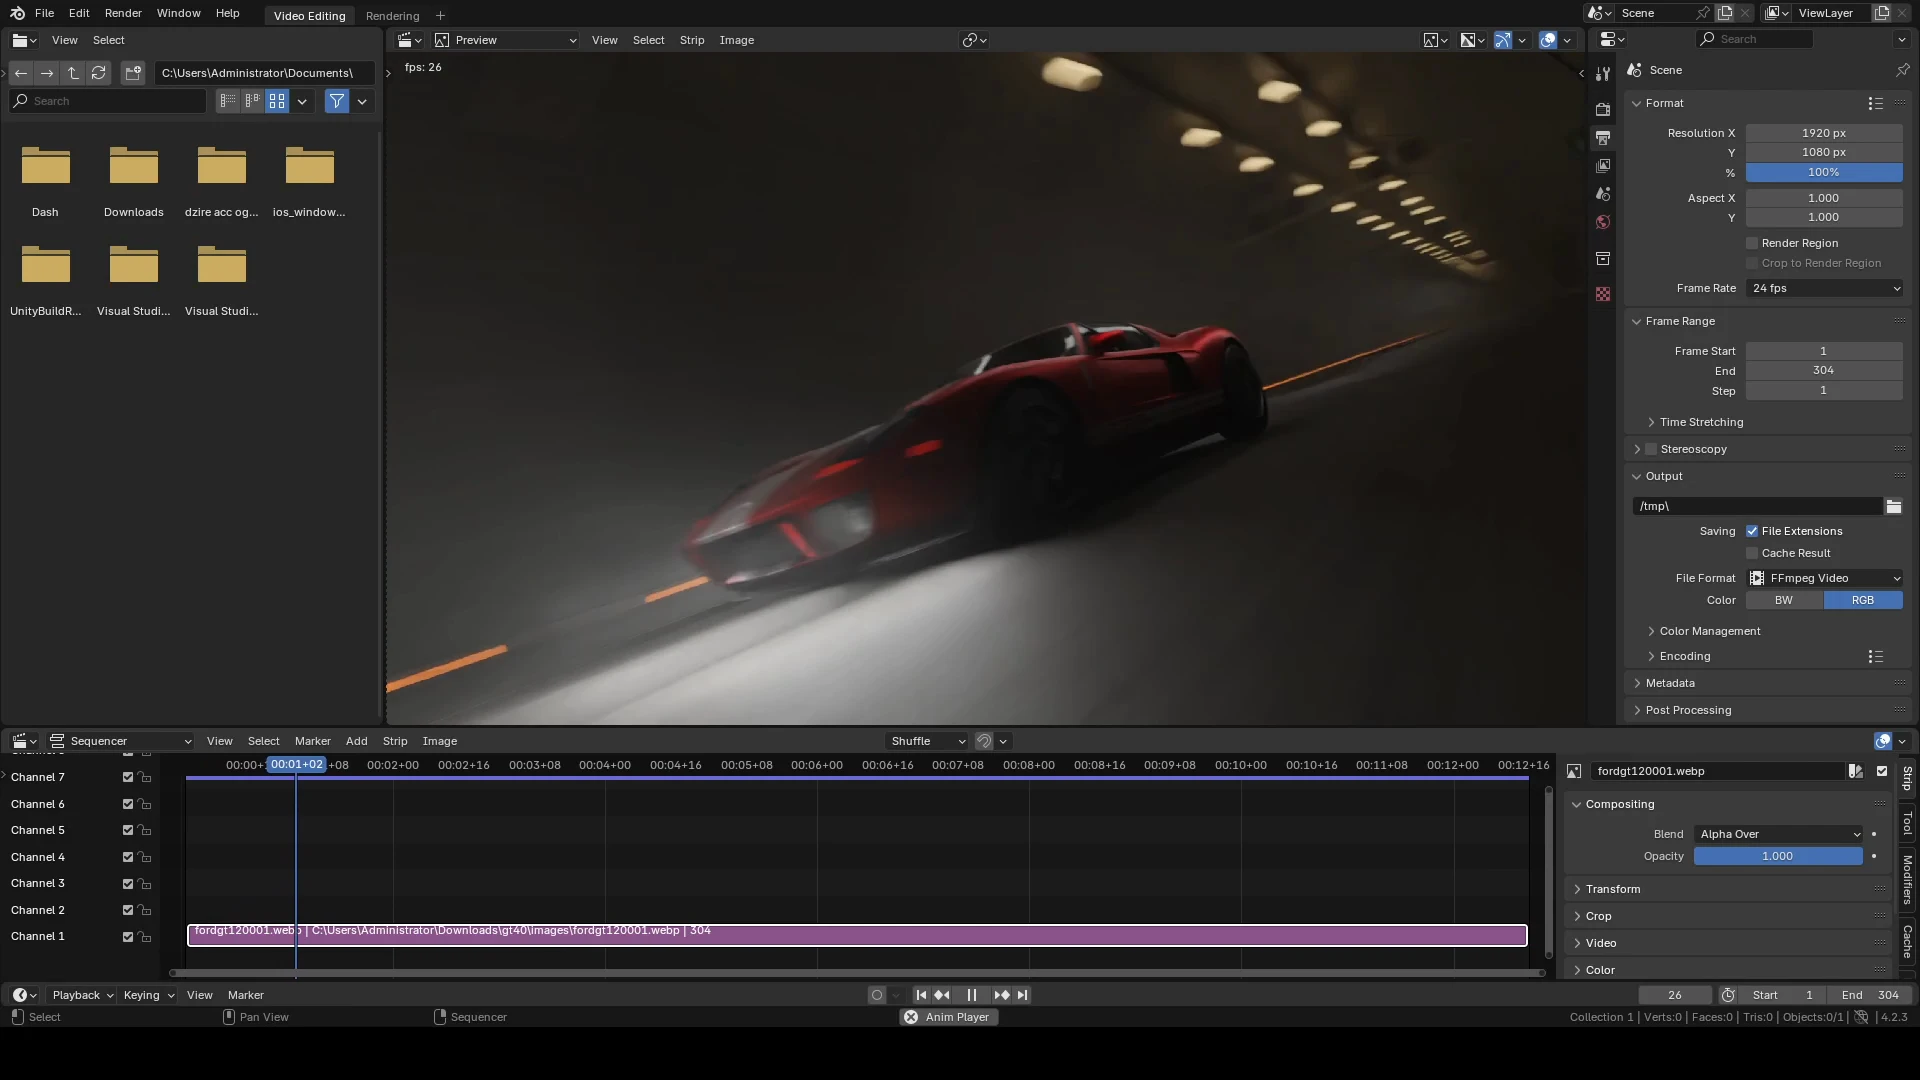 File Edit Render Window Help Video Editing Rendering + Scene ViewLayer
View Select
C:\Users\Administrator\Documents\
Search
Dash Downloads dzire acc og... ios_window...
UnityBuildR... Visual Studi... Visual Studi...
Preview View Select Strip Image
fps: 26
Search
Scene
Format
Resolution X 1920 px
Y 1080 px
% 100%
Aspect X 1.000
Y 1.000
Render Region
Crop to Render Region
Frame Rate 24 fps
Frame Range
Frame Start 1
End 304
Step 1
Time Stretching
Stereoscopy
Output
/tmp\
Saving File Extensions
Cache Result
File Format FFmpeg Video
Color BW RGB
Color Management
Encoding
Metadata
Post Processing
Sequencer View Select Marker Add Strip Image Shuffle
00:00+ 00:01+02 +08 00:02+00 00:02+16 00:03+08 00:04+00 00:04+16 00:05+08 00:06+00 00:06+16 00:07+08 00:08+00 00:08+16 00:09+08 00:10+00 00:10+16 00:11+08 00:12+00 00:12+16
Channel 7
Channel 6
Channel 5
Channel 4
Channel 3
Channel 2
Channel 1
fordgt120001.webp | C:\Users\Administrator\Downloads\gt40\images\fordgt120001.webp | 304
fordgt120001.webp
Compositing
Blend Alpha Over
Opacity 1.000
Transform
Crop
Video
Color
Strip
Tool
Modifiers
Cache
Playback Keying View Marker 26 Start 1 End 304
Select Pan View Sequencer Anim Player Collection 1 | Verts:0 | Faces:0 | Tris:0 | Objects:0/1 | 4.2.3